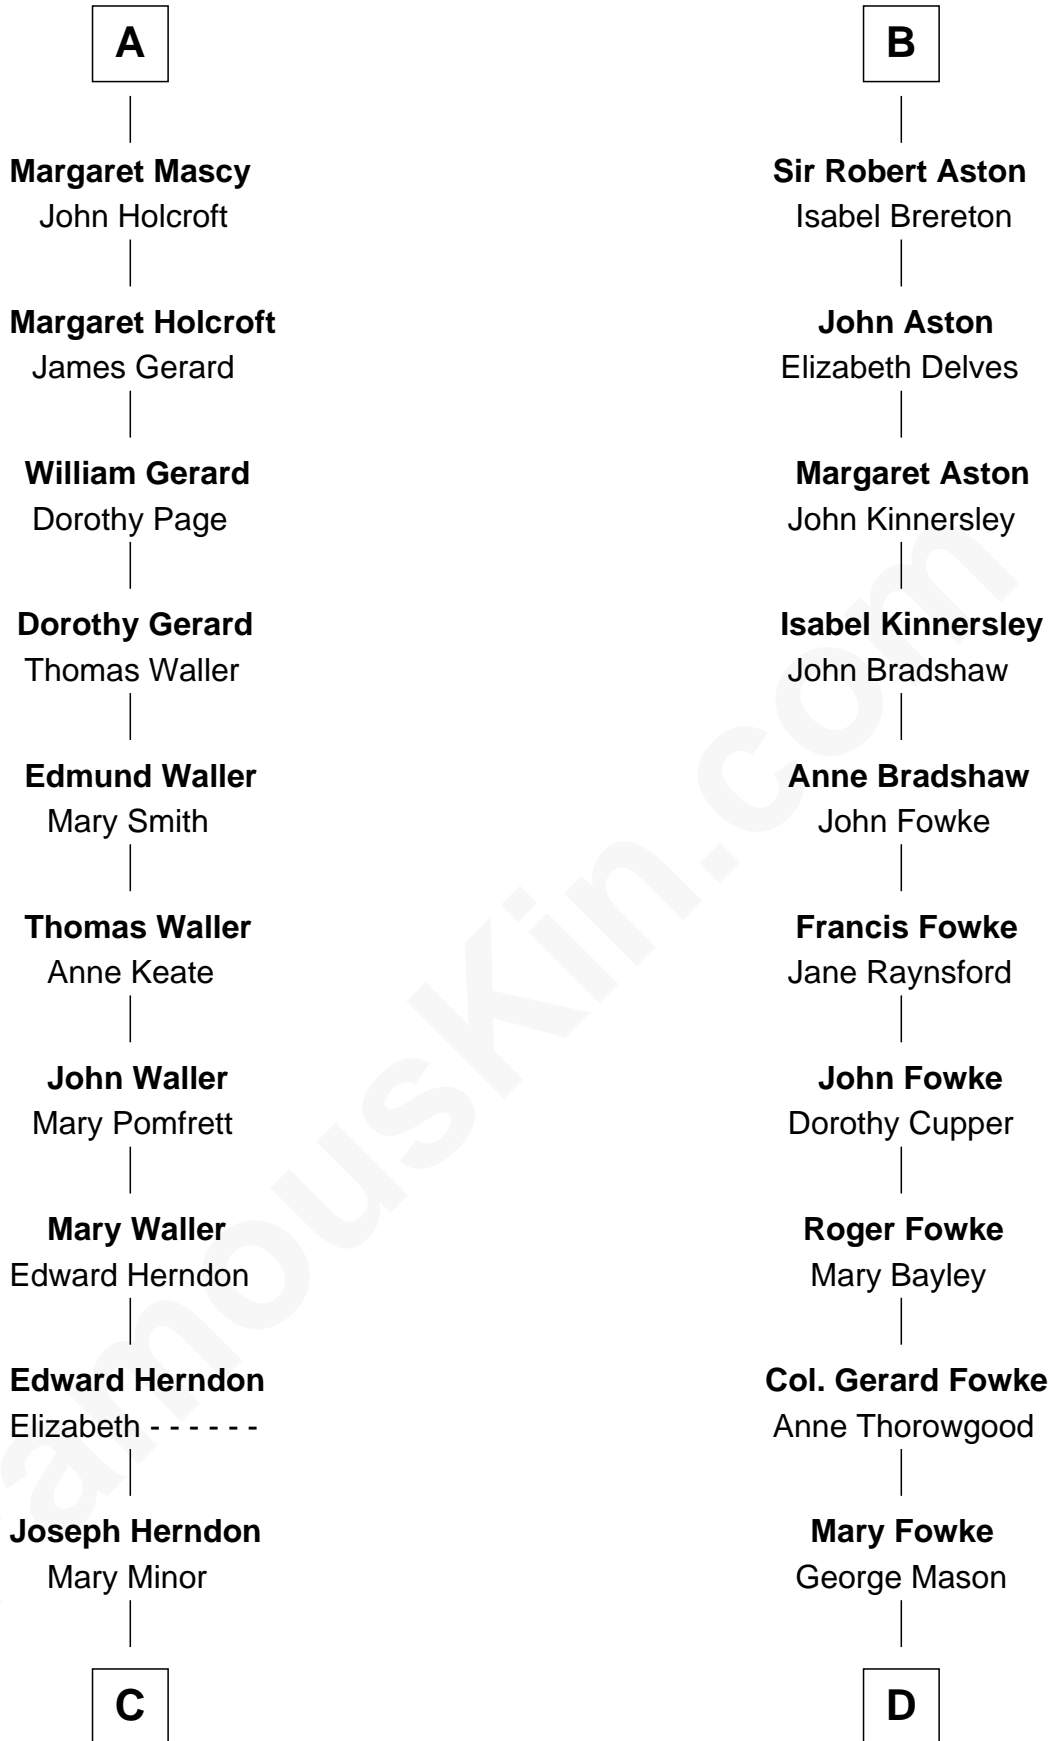 A
Margaret Mascy
John Holcroft
Margaret Holcroft
James Gerard
William Gerard
Dorothy Page
Dorothy Gerard
Thomas Waller
Edmund Waller
Mary Smith
Thomas Waller
Anne Keate
John Waller
Mary Pomfrett
Mary Waller
Edward Herndon
Edward Herndon
Elizabeth - - - - - -
Joseph Herndon
Mary Minor
C
B
Sir Robert Aston
Isabel Brereton
John Aston
Elizabeth Delves
Margaret Aston
John Kinnersley
Isabel Kinnersley
John Bradshaw
Anne Bradshaw
John Fowke
Francis Fowke
Jane Raynsford
John Fowke
Dorothy Cupper
Roger Fowke
Mary Bayley
Col. Gerard Fowke
Anne Thorowgood
Mary Fowke
George Mason
D
amousKin.com